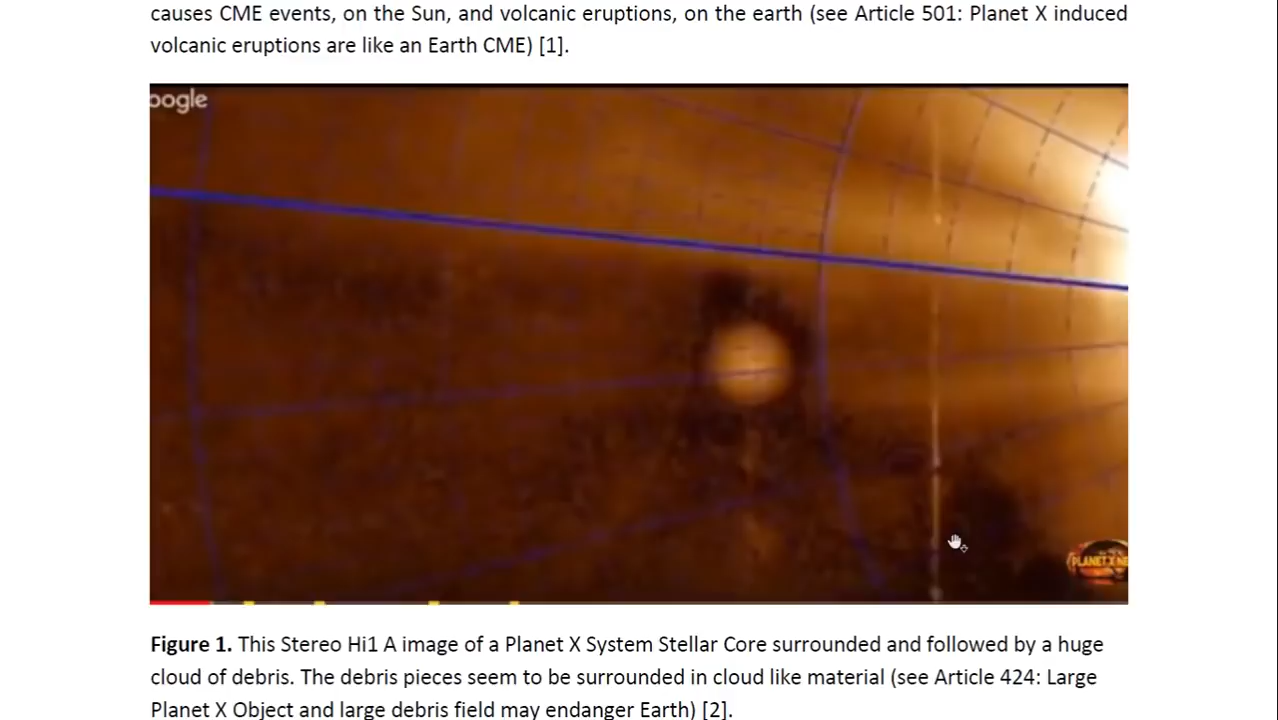 causes CME events, on the Sun, and volcanic eruptions, on the earth (see Article 501: Planet X induced
volcanic eruptions are like an Earth CME) [1].
oogle
PLANET X NE
Figure 1. This Stereo Hi1 A image of a Planet X System Stellar Core surrounded and followed by a huge
cloud of debris. The debris pieces seem to be surrounded in cloud like material (see Article 424: Large
Planet X Object and large debris field may endanger Earth) [2].